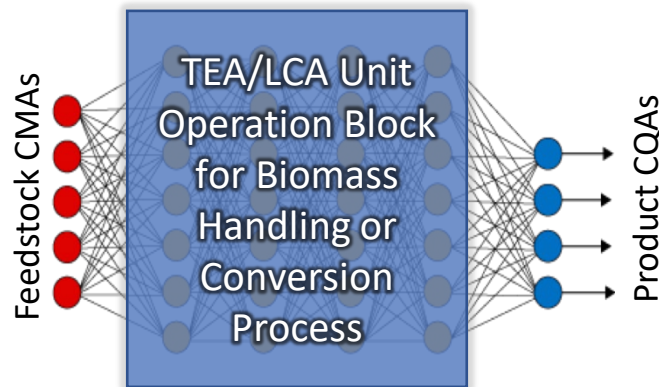 Feedstock CMAs
TEA/LCA Unit
Operation Block
for Biomass
Handling or
Conversion
Process
Product CQAs